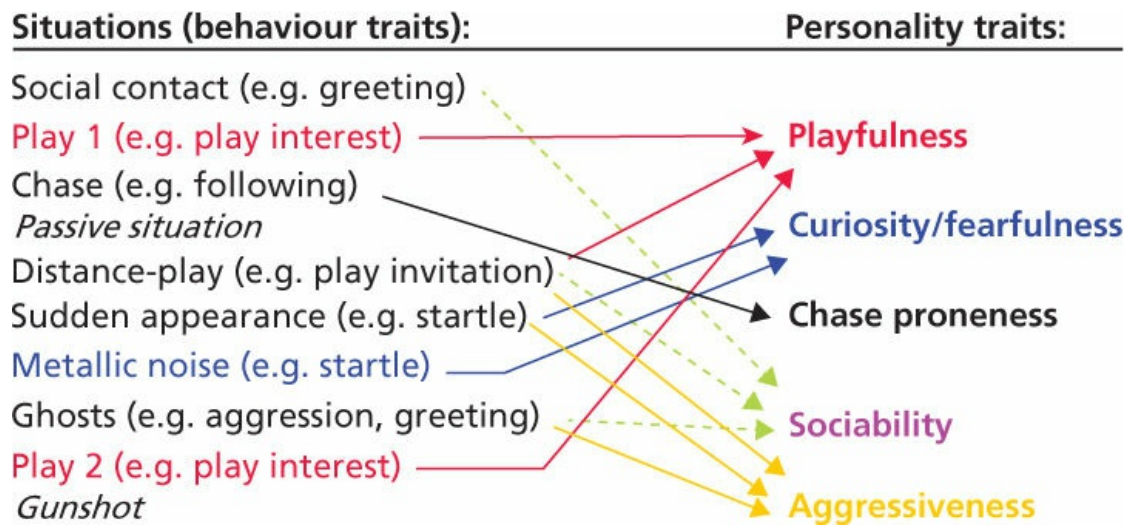 Situations (behaviour traits): Personality traits:
Social contact (e.g. greeting)
Play 1 (e.g. play interest) Playfulness
Chase (e.g. following)
Passive situation Curiosity/fearfulness
Distance-play (e.g. play invitation)
Sudden appearance (e.g. startle) Chase proneness
Metallic noise (e.g. startle)
Ghosts (e.g. aggression, greeting) Sociability
Play 2 (e.g. play interest)
Gunshot Aggressiveness